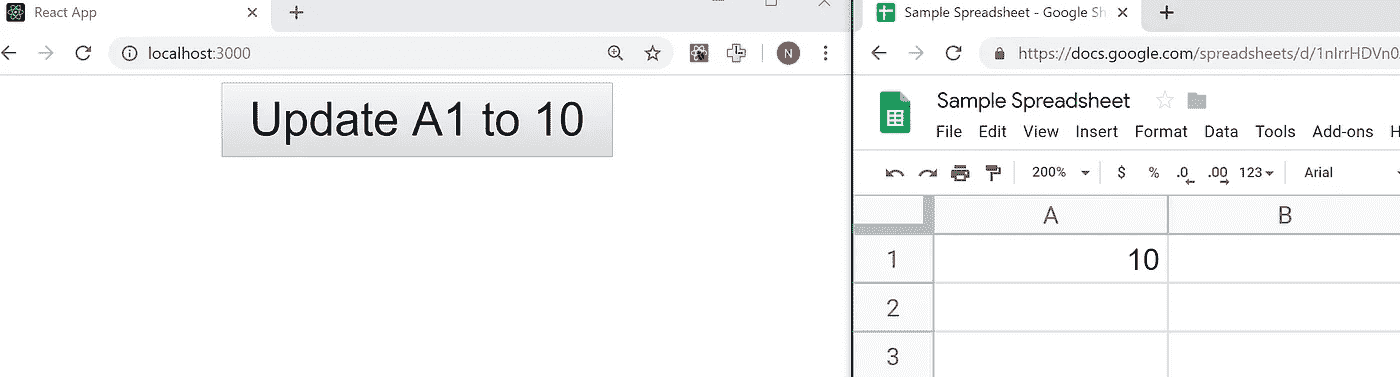 React App
localhost:3000
N
Update A1 to 10
Sample Spreadsheet - Google Sh
https://docs.google.com/spreadsheets/d/1nIrrHDVn0
Sample Spreadsheet
File Edit View Insert Format Data Tools Add-ons H
200% $ % .0 .00 123 Arial
A B
1 10
2
3